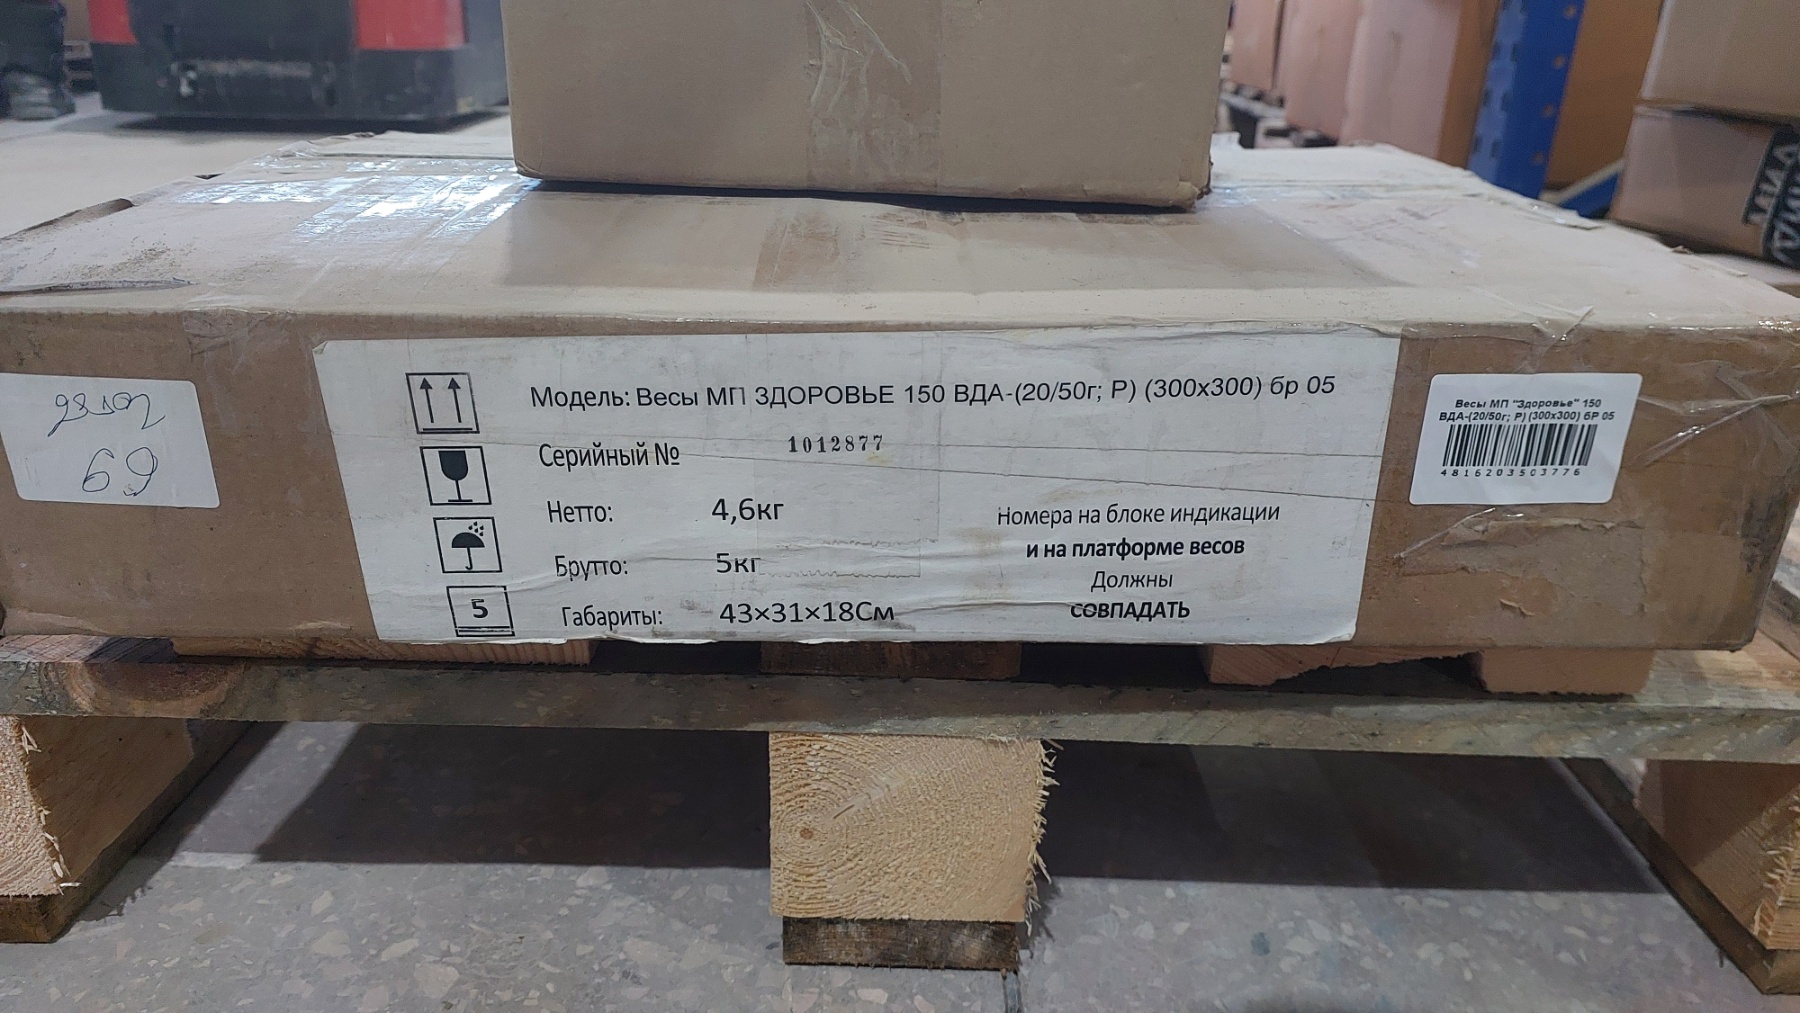 Модель: Весы МП ЗДОРОВЬЕ 150 ВДА-(20/50г; Р) (300х300) бр 05
Серийный № 1012877
Нетто: 4,6кг
Брутто: 5кг
Габариты: 43×31×18См
5
Номера на блоке индикации
и на платформе весов
Должны
СОВПАДАТЬ
Весы МП "Здоровье" 150
ВДА-(20/50г; Р) (300х300) бР 05
4816203503776
69